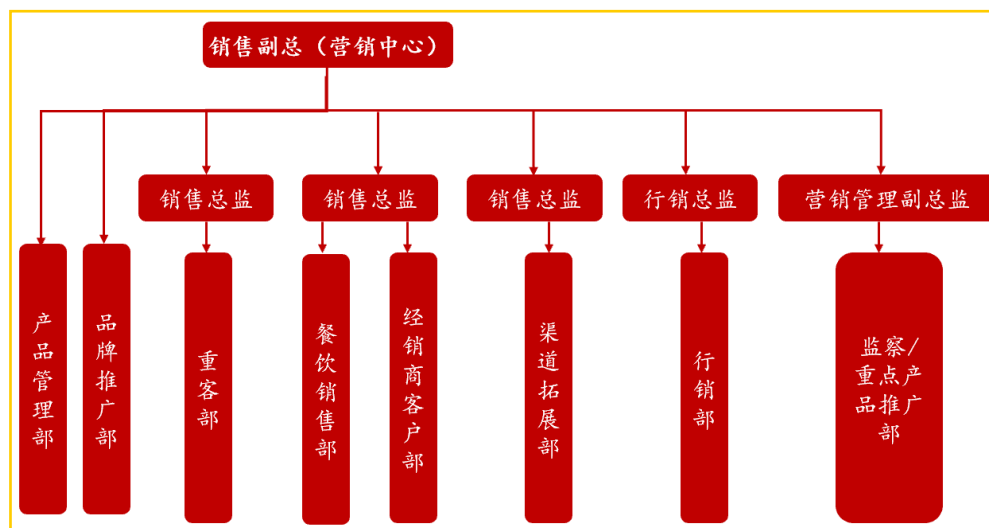 销售副总（营销中心）
销售总监
销售总监
销售总监
行销总监
营销管理副总监
产品管理部
品牌推广部
重客部
餐饮销售部
经销商客户部
渠道拓展部
行销部
监察/
重点产
品推广
部